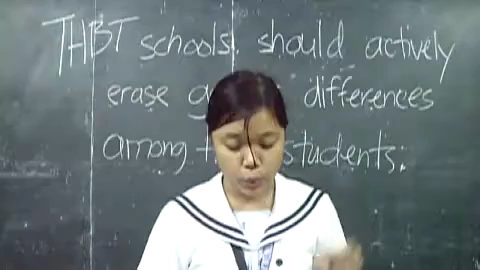 THBT schools should actively
erase differences
among students.